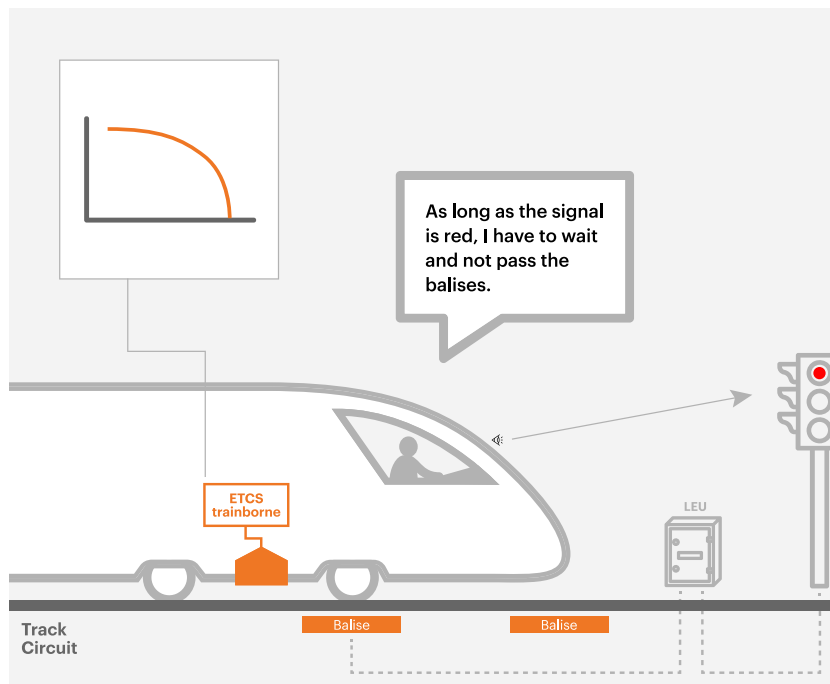 As long as the signal
is red, I have to wait
and not pass the
balises.
ETCS
trainborne
LEU
Balise
Balise
Track
Circuit